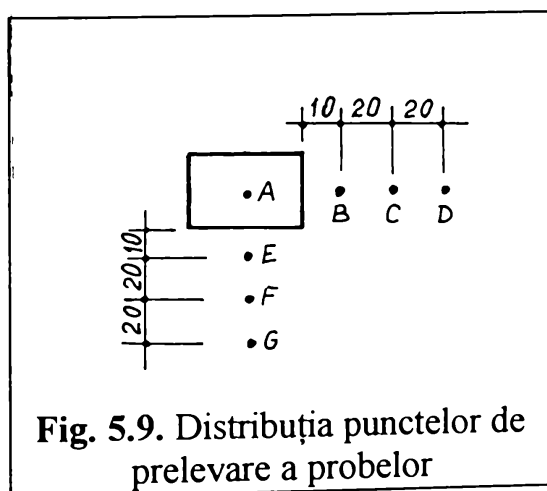 10 20 20
A
B C D
10
20
20
E
F
G
Fig. 5.9. Distribuția punctelor de
prelevare a probelor